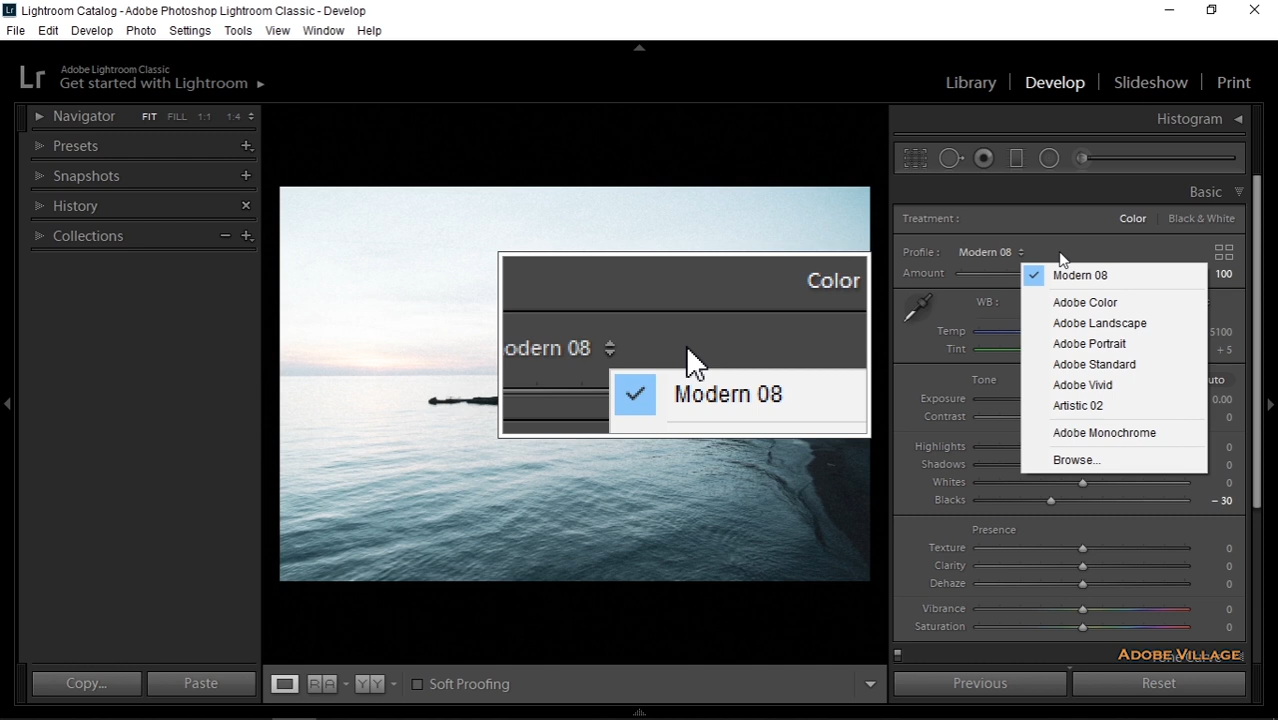 Lightroom Catalog - Adobe Photoshop Lightroom Classic - Develop
File Edit Develop Photo Settings Tools View Window Help
Lr Adobe Lightroom Classic
Get started with Lightroom
Library Develop Slideshow Print
Navigator FIT FILL 1:1 1:4
Presets
Snapshots
History
Collections
Copy... Paste
Color
odern 08
Modern 08
Soft Proofing
Histogram
Basic
Treatment : Color Black & White
Profile : Modern 08
Amount 100
Modern 08
Adobe Color
Adobe Landscape
Adobe Portrait
Adobe Standard
Adobe Vivid
Artistic 02
Adobe Monochrome
Browse...
WB :
Temp 5100
Tint + 5
Tone
Exposure 0.00
Contrast 0
Highlights 0
Shadows 0
Whites 0
Blacks – 30
Presence
Texture 0
Clarity 0
Dehaze 0
Vibrance 0
Saturation 0
ADOBE VILLAGE
Previous Reset